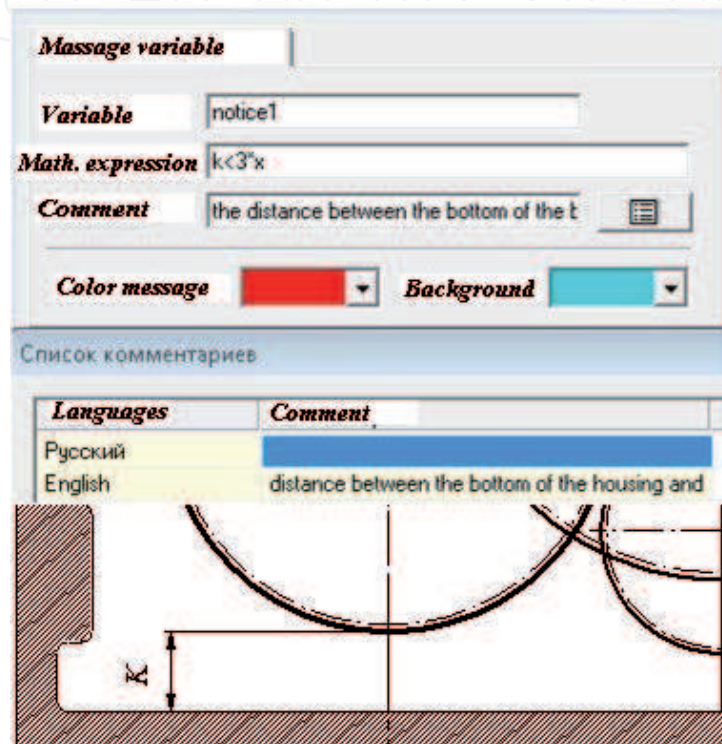 Massage variable
Variable notice1
Math. expression k<3*x
Comment the distance between the bottom of the b
Color message Background
Список комментариев
Languages Comment
Русский
English distance between the bottom of the housing and
K